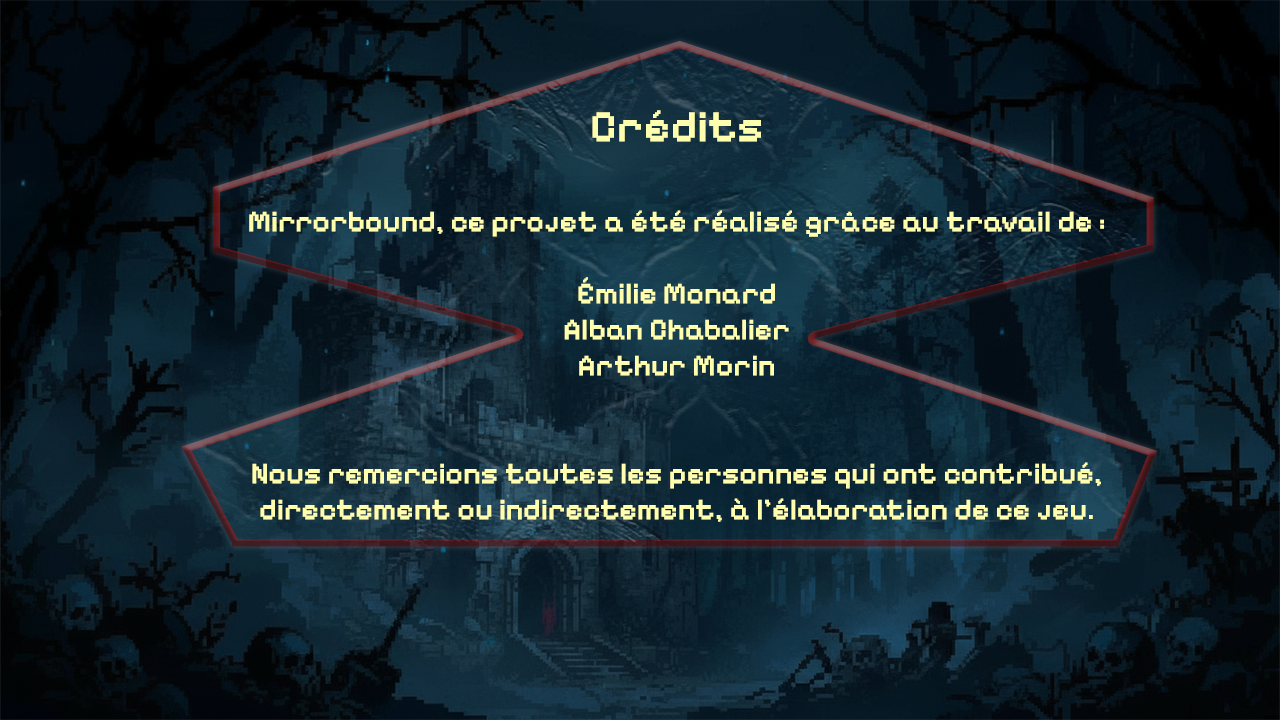 Crédits
Mirrorbound, ce projet a été réalisé grâce au travail de :
Émilie Monard
Alban Chabalier
Arthur Morin
Nous remercions toutes les personnes qui ont contribué,
directement ou indirectement, à l'élaboration de ce jeu.